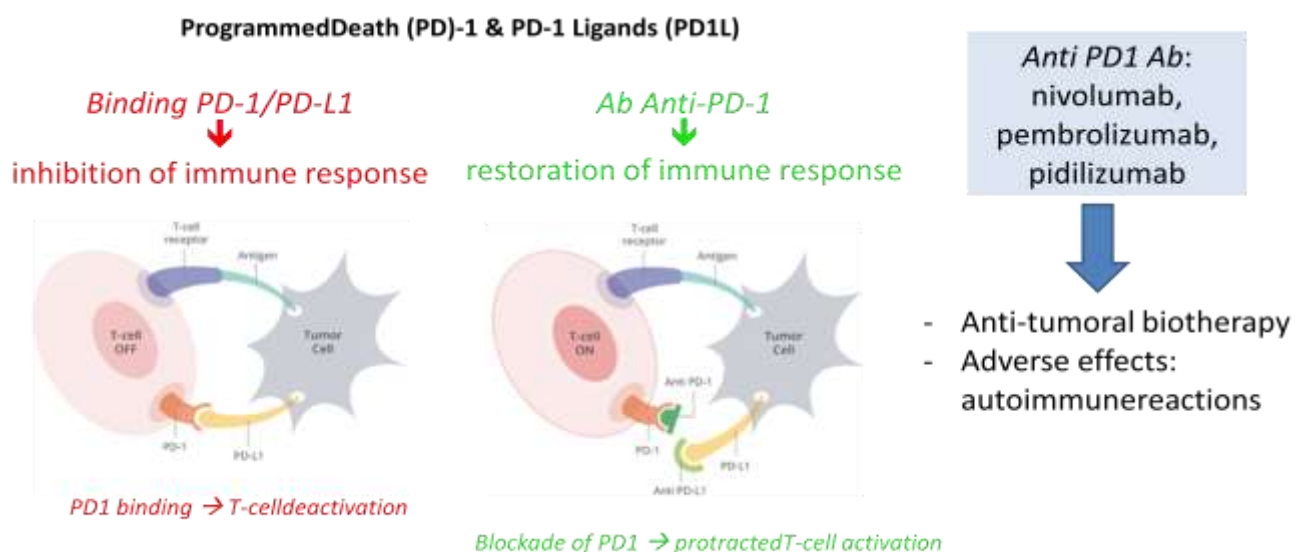 ProgrammedDeath (PD)-1 & PD-1 Ligands (PD1L)
Binding PD-1/PD-L1
inhibition of immune response
T-cell
receptor
Antigen
T-cell
OFF
Tumor
Cell
PD-1
PD-L1
PD1 binding → T-celldeactivation
Ab Anti-PD-1
restoration of immune response
T-cell
receptor
Antigen
T-cell
ON
Tumor
Cell
Anti PD-1
PD-1
PD-L1
Anti PD-L1
Blockade of PD1 → protractedT-cell activation
Anti PD1 Ab:
nivolumab,
pembrolizumab,
pidilizumab
- Anti-tumoral biotherapy
- Adverse effects:
autoimmunereactions